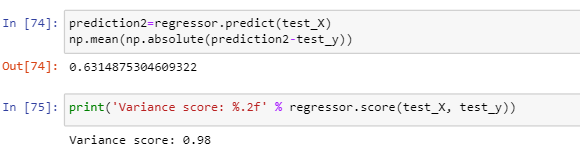 In [74]: prediction2=regressor.predict(test_X)
np.mean(np.absolute(prediction2-test_y))
Out[74]: 0.6314875304609322
In [75]: print('Variance score: %.2f' % regressor.score(test_X, test_y))
Variance score: 0.98